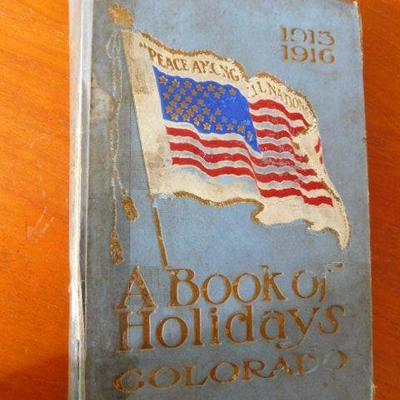 1915
1916
"PEACE AMONG ALL NATIONS"
A BOOK OF
HOLIDAYS
COLORADO